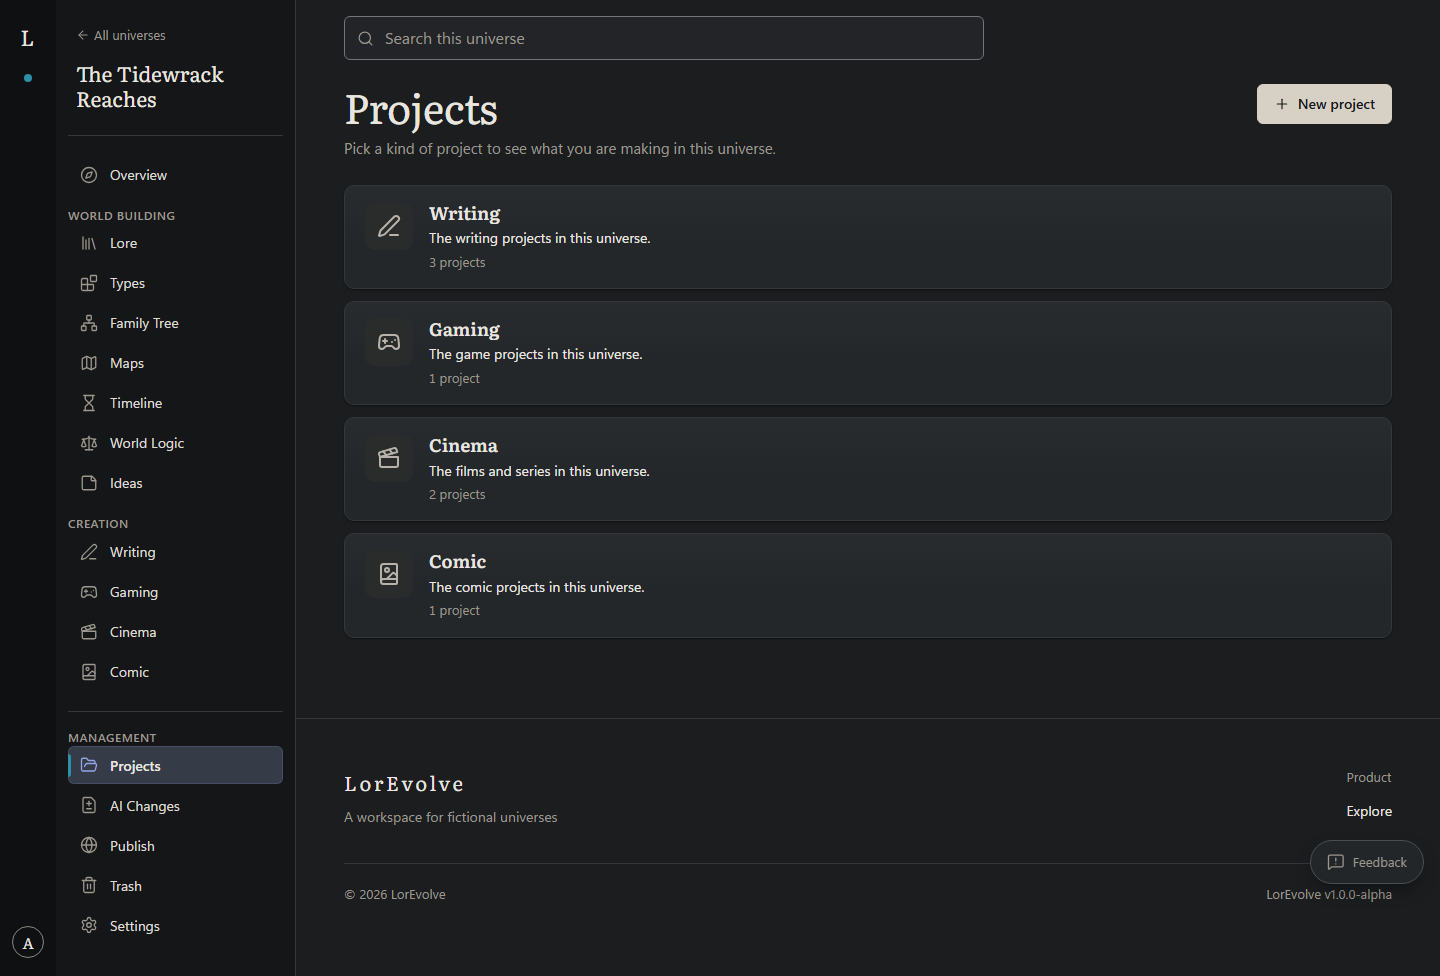 L
All universes
The Tidewrack
Reaches
Overview
WORLD BUILDING
Lore
Types
Family Tree
Maps
Timeline
World Logic
Ideas
CREATION
Writing
Gaming
Cinema
Comic
MANAGEMENT
Projects
AI Changes
Publish
Trash
Settings
A
Search this universe
Projects
New project
Pick a kind of project to see what you are making in this universe.
Writing
The writing projects in this universe.
3 projects
Gaming
The game projects in this universe.
1 project
Cinema
The films and series in this universe.
2 projects
Comic
The comic projects in this universe.
1 project
LorEvolve
A workspace for fictional universes
Product
Explore
Feedback
© 2026 LorEvolve
LorEvolve v1.0.0-alpha